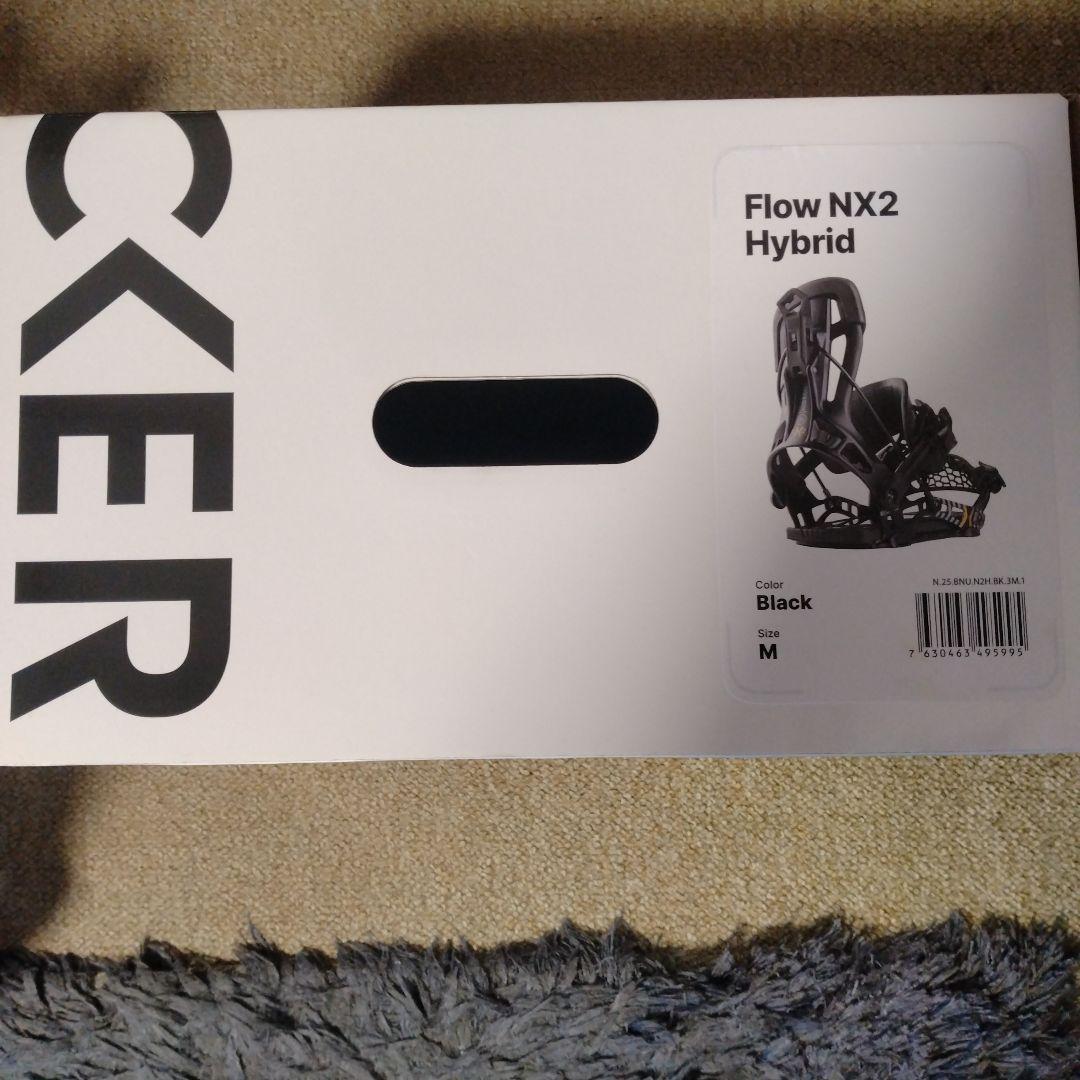 CKER
Flow NX2
Hybrid
Color
Black
Size
M
N.25.BNU.N2H.BK.3M.1
7 630463 495995